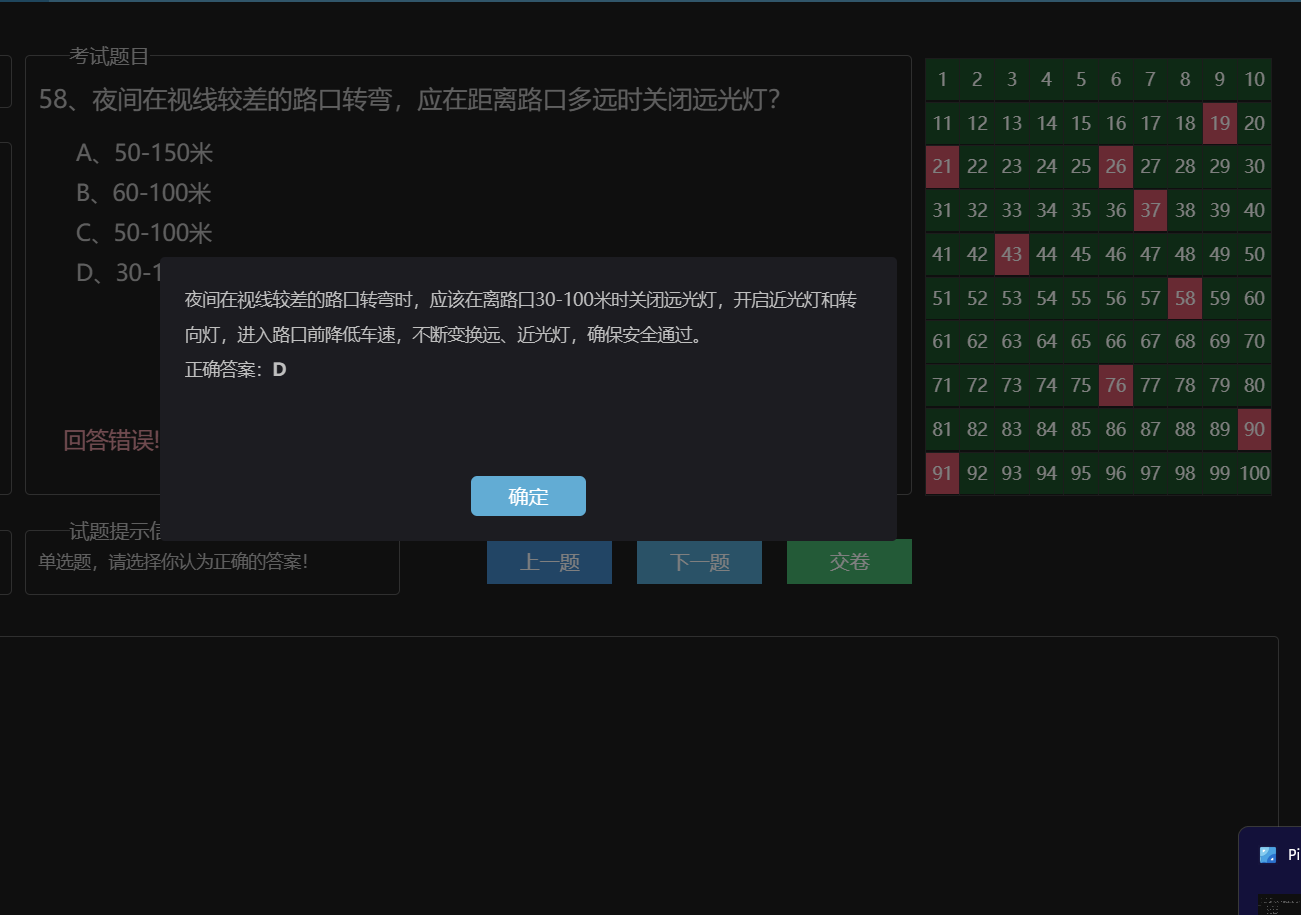 考试题目
58、夜间在视线较差的路口转弯，应在距离路口多远时关闭远光灯？
A、50-150米
B、60-100米
C、50-100米
D、30-1
夜间在视线较差的路口转弯时，应该在离路口30-100米时关闭远光灯，开启近光灯和转
向灯，进入路口前降低车速，不断变换远、近光灯，确保安全通过。
正确答案：D
回答错误!
确定
试题提示信
单选题，请选择你认为正确的答案！
上一题
下一题
交卷
1 2 3 4 5 6 7 8 9 10
11 12 13 14 15 16 17 18 19 20
21 22 23 24 25 26 27 28 29 30
31 32 33 34 35 36 37 38 39 40
41 42 43 44 45 46 47 48 49 50
51 52 53 54 55 56 57 58 59 60
61 62 63 64 65 66 67 68 69 70
71 72 73 74 75 76 77 78 79 80
81 82 83 84 85 86 87 88 89 90
91 92 93 94 95 96 97 98 99 100
Pi